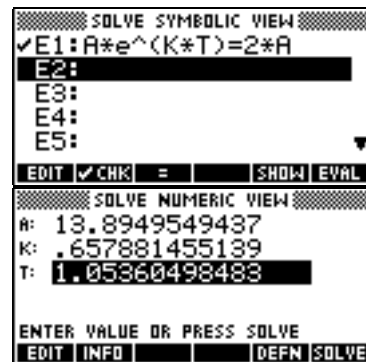 SOLVE SYMBOLIC VIEW
✓E1:A*e^(K*T)=2*A
E2:
E3:
E4:
E5:
EDIT ✓CHK = SHOW EVAL
SOLVE NUMERIC VIEW
A: 13.8949549437
K: .657881455139
T: 1.05360498483
ENTER VALUE OR PRESS SOLVE
EDIT INFO DEFN SOLVE